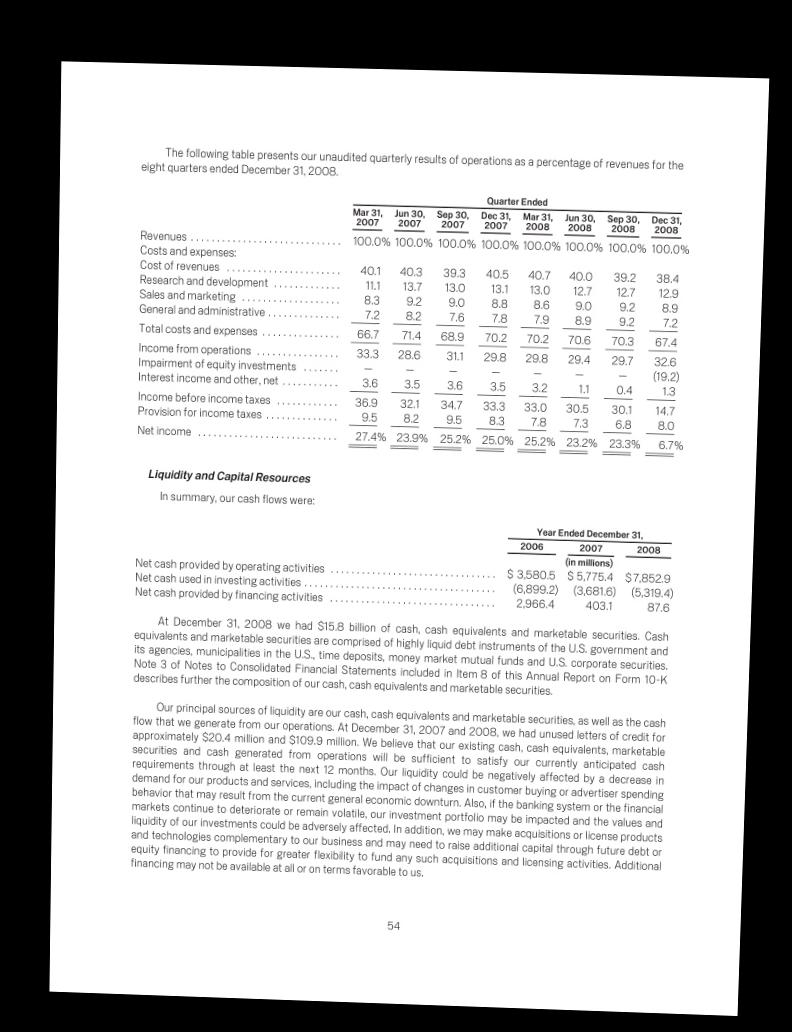 The following table presents our unaudited quarterly results of operations as a percentage of revenues for the
eight quarters ended December 31, 2008.
Quarter Ended
Mar 31, 2007 Jun 30, 2007 Sep 30, 2007 Dec 31, 2007 Mar 31, 2008 Jun 30, 2008 Sep 30, 2008 Dec 31, 2008
Revenues . . . . . . . . . . . . . . . . . . . . . . . . . . . . 100.0% 100.0% 100.0% 100.0% 100.0% 100.0% 100.0% 100.0%
Costs and expenses:
Cost of revenues . . . . . . . . . . . . . . . . . . . . . 40.1 40.3 39.3 40.5 40.7 40.0 39.2 38.4
Research and development . . . . . . . . . . . . 11.1 13.7 13.0 13.1 13.0 12.7 12.7 12.9
Sales and marketing . . . . . . . . . . . . . . . . . . 8.3 9.2 9.0 8.8 8.6 9.0 9.2 8.9
General and administrative . . . . . . . . . . . . . 7.2 8.2 7.6 7.8 7.9 8.9 9.2 7.2
Total costs and expenses . . . . . . . . . . . . . . 66.7 71.4 68.9 70.2 70.2 70.6 70.3 67.4
Income from operations . . . . . . . . . . . . . . . 33.3 28.6 31.1 29.8 29.8 29.4 29.7 32.6
Impairment of equity investments . . . . . . . — — — — — — — (19.2)
Interest income and other, net . . . . . . . . . . 3.6 3.5 3.6 3.5 3.2 1.1 0.4 1.3
Income before income taxes . . . . . . . . . . . 36.9 32.1 34.7 33.3 33.0 30.5 30.1 14.7
Provision for income taxes . . . . . . . . . . . . . 9.5 8.2 9.5 8.3 7.8 7.3 6.8 8.0
Net income . . . . . . . . . . . . . . . . . . . . . . . . . . 27.4% 23.9% 25.2% 25.0% 25.2% 23.2% 23.3% 6.7%
Liquidity and Capital Resources
In summary, our cash flows were:
Year Ended December 31,
2006 2007 2008
(in millions)
Net cash provided by operating activities . . . . . . . . . . . . . . . . . . . . . . . . . . . . . . . $ 3,580.5 $ 5,775.4 $7,852.9
Net cash used in investing activities . . . . . . . . . . . . . . . . . . . . . . . . . . . . . . . . . . . (6,899.2) (3,681.6) (5,319.4)
Net cash provided by financing activities . . . . . . . . . . . . . . . . . . . . . . . . . . . . . . . 2,966.4 403.1 87.6
At December 31, 2008 we had $15.8 billion of cash, cash equivalents and marketable securities. Cash
equivalents and marketable securities are comprised of highly liquid debt instruments of the U.S. government and
its agencies, municipalities in the U.S., time deposits, money market mutual funds and U.S. corporate securities.
Note 3 of Notes to Consolidated Financial Statements included in Item 8 of this Annual Report on Form 10-K
describes further the composition of our cash, cash equivalents and marketable securities.
Our principal sources of liquidity are our cash, cash equivalents and marketable securities, as well as the cash
flow that we generate from our operations. At December 31, 2007 and 2008, we had unused letters of credit for
approximately $20.4 million and $109.9 million. We believe that our existing cash, cash equivalents, marketable
securities and cash generated from operations will be sufficient to satisfy our currently anticipated cash
requirements through at least the next 12 months. Our liquidity could be negatively affected by a decrease in
demand for our products and services, including the impact of changes in customer buying or advertiser spending
behavior that may result from the current general economic downturn. Also, if the banking system or the financial
markets continue to deteriorate or remain volatile, our investment portfolio may be impacted and the values and
liquidity of our investments could be adversely affected. In addition, we may make acquisitions or license products
and technologies complementary to our business and may need to raise additional capital through future debt or
equity financing to provide for greater flexibility to fund any such acquisitions and licensing activities. Additional
financing may not be available at all or on terms favorable to us.
54